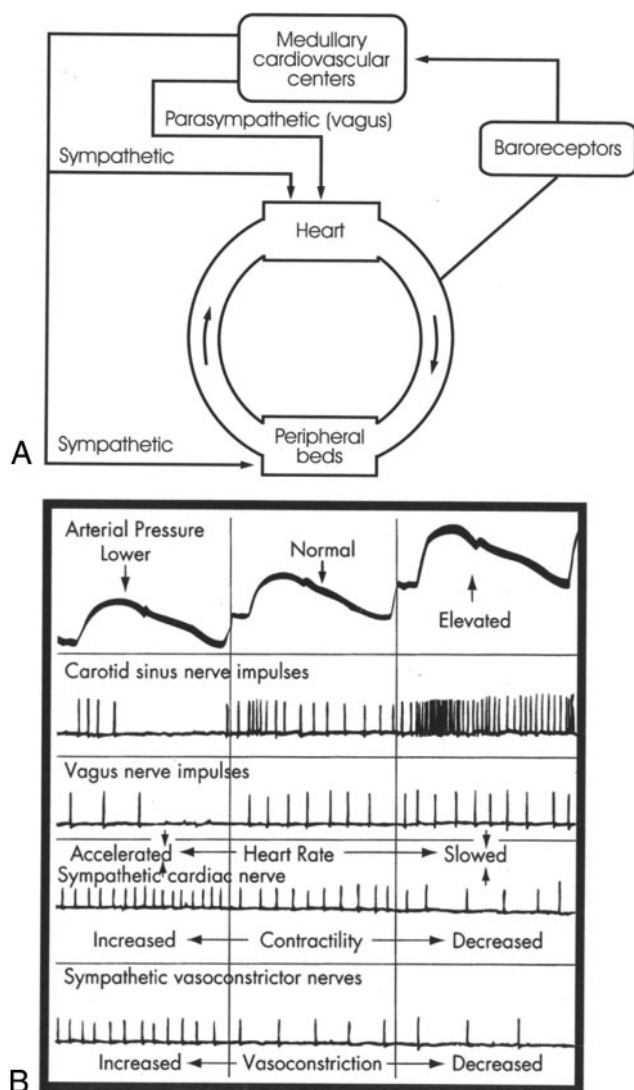 Medullary
cardiovascular
centers
Parasympathetic (vagus)
Baroreceptors
Sympathetic
Heart
Sympathetic
Peripheral
beds
A
Arterial Pressure
Lower
Normal
Elevated
Carotid sinus nerve impulses
Vagus nerve impulses
Accelerated Heart Rate Slowed
Sympathetic cardiac nerve
Increased Contractility Decreased
Sympathetic vasoconstrictor nerves
Increased Vasoconstriction Decreased
B